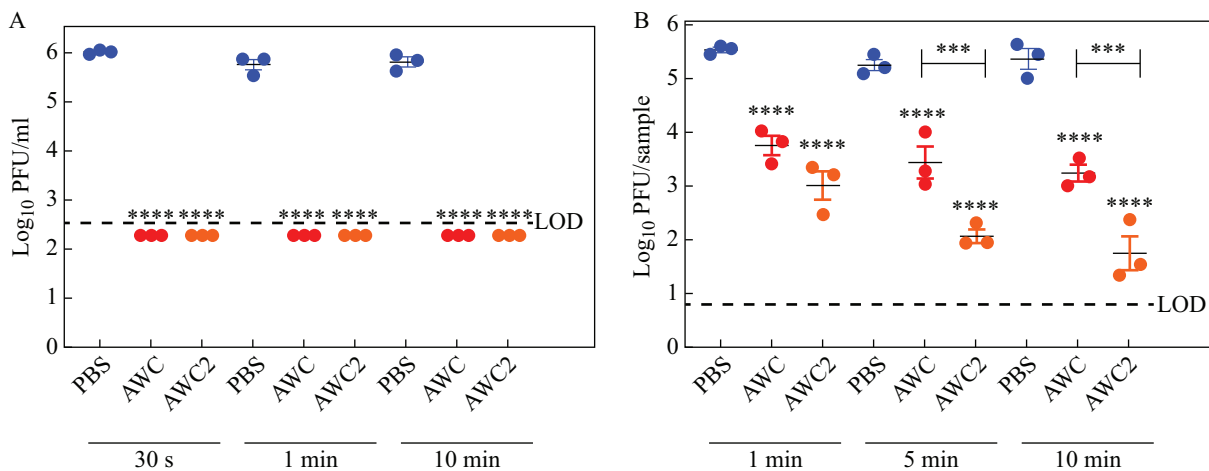 A
Log10 PFU/ml
6
5
4
3
2
1
0
**** **** **** **** **** **** LOD
PBS AWC AWC2 PBS AWC AWC2 PBS AWC AWC2
30 s 1 min 10 min
B
Log10 PFU/sample
6
5
4
3
2
1
0
*** ***
**** **** **** **** **** ****
LOD
PBS AWC AWC2 PBS AWC AWC2 PBS AWC AWC2
1 min 5 min 10 min